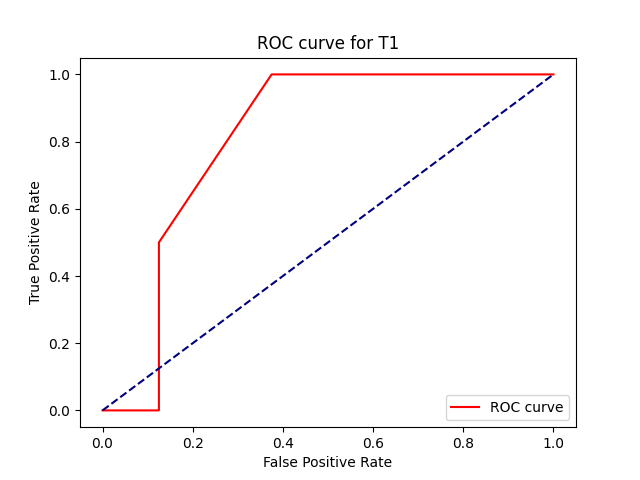 ROC curve for T1
True Positive Rate
1.0
0.8
0.6
0.4
0.2
0.0
0.0 0.2 0.4 0.6 0.8 1.0
False Positive Rate
ROC curve